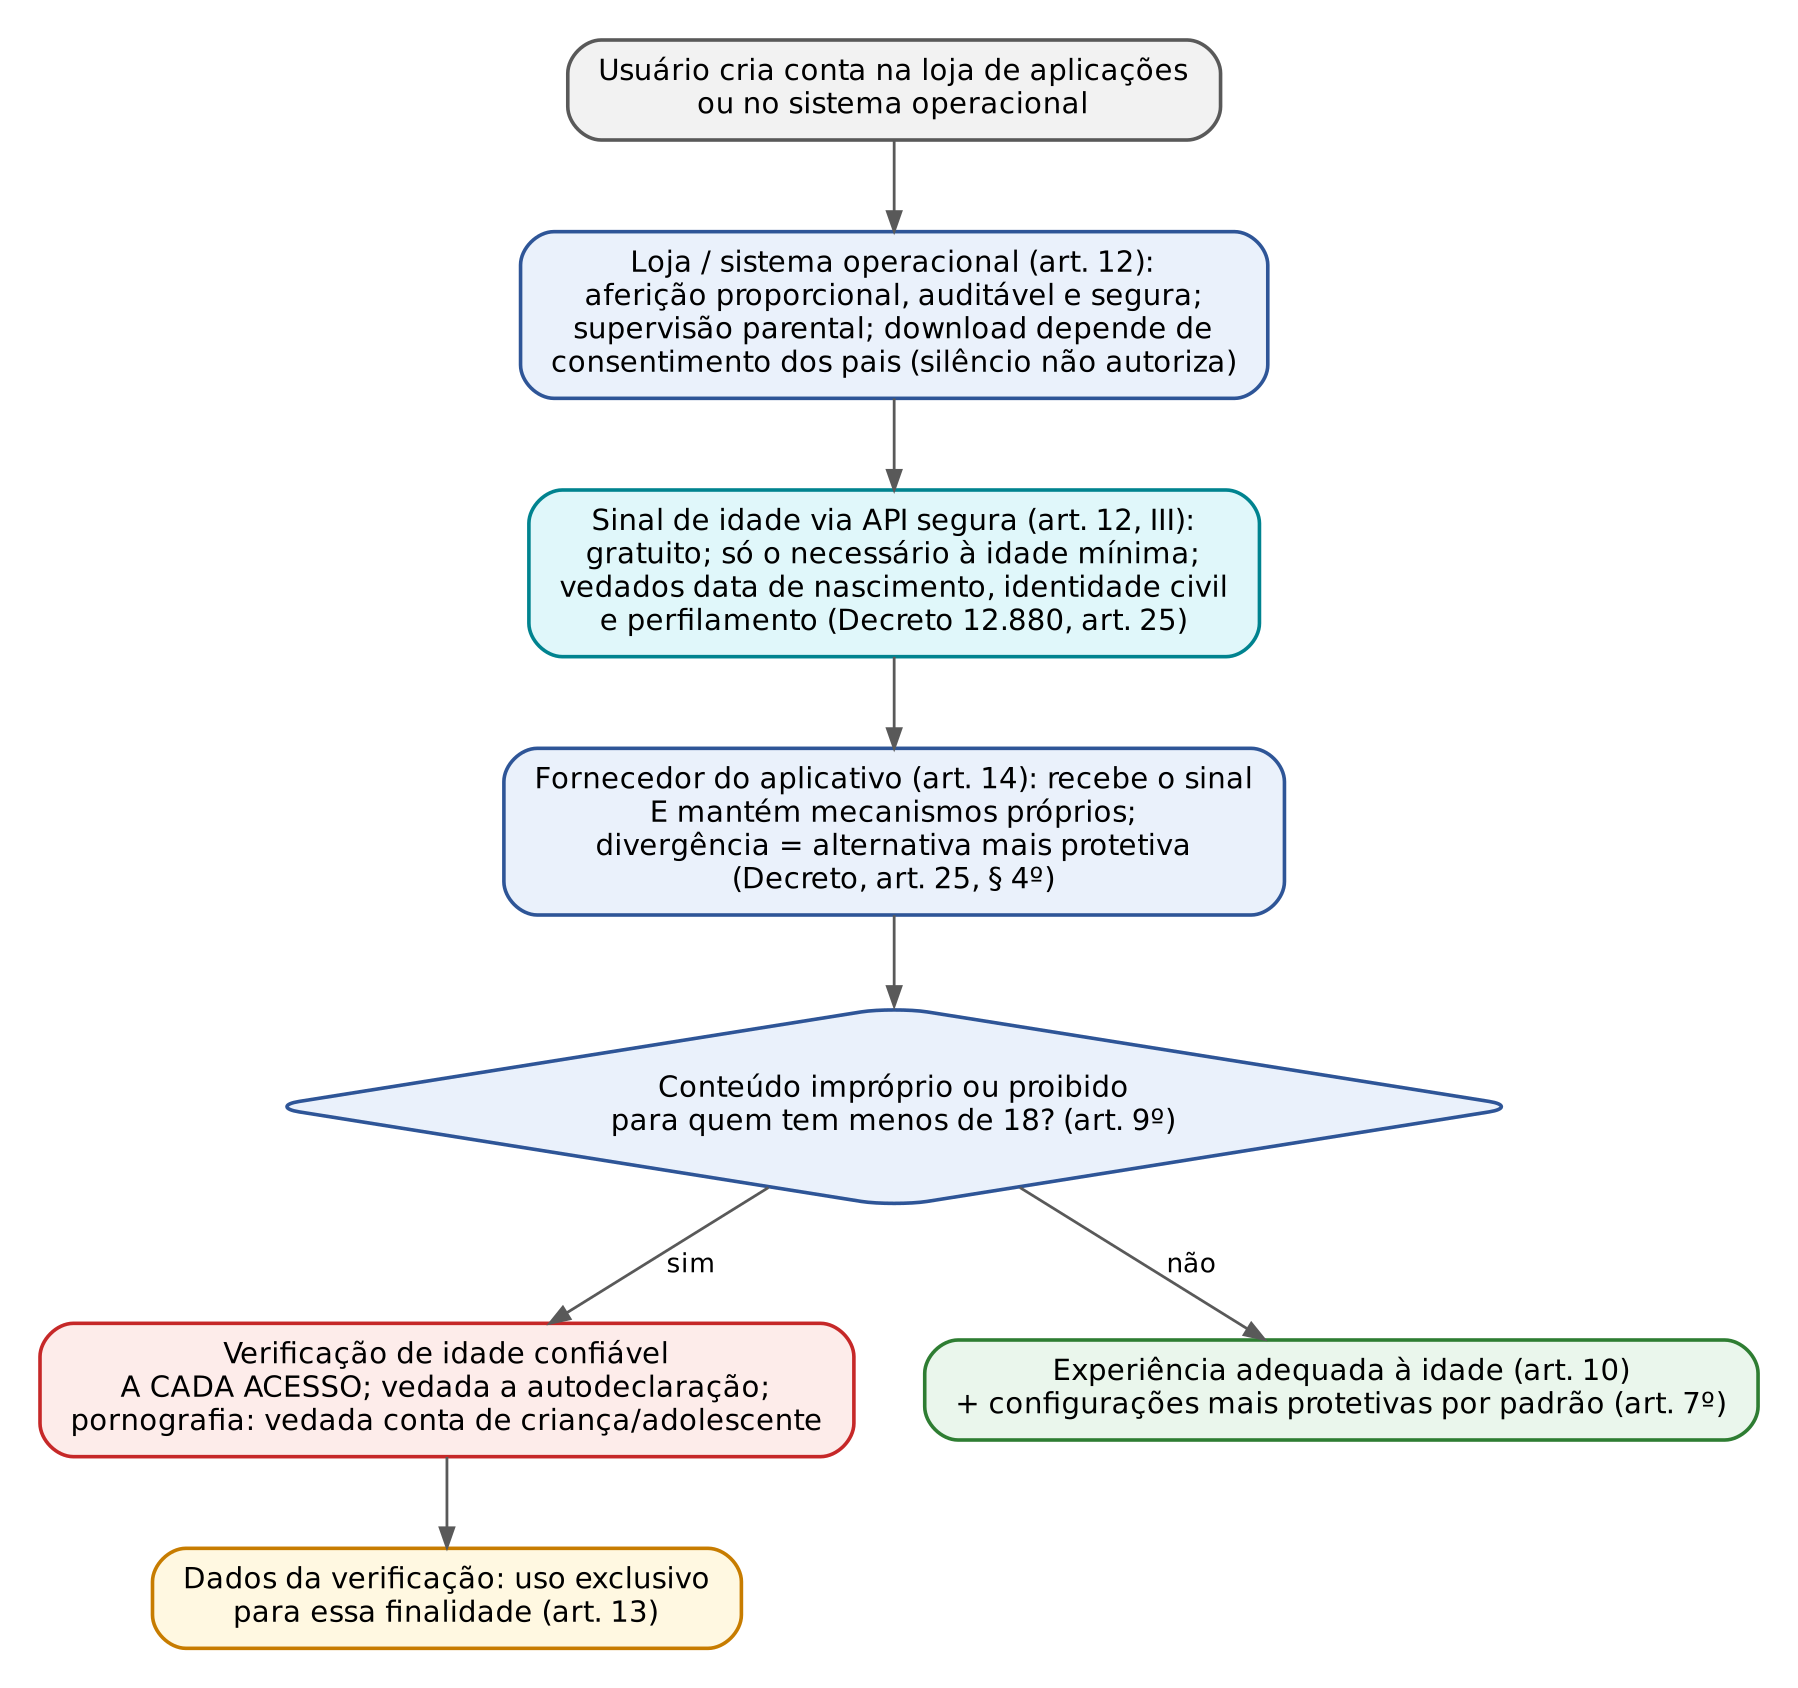 Usuário cria conta na loja de aplicações
ou no sistema operacional
Loja / sistema operacional (art. 12):
aferição proporcional, auditável e segura;
supervisão parental; download depende de
consentimento dos pais (silêncio não autoriza)
Sinal de idade via API segura (art. 12, III):
gratuito; só o necessário à idade mínima;
vedados data de nascimento, identidade civil
e perfilamento (Decreto 12.880, art. 25)
Fornecedor do aplicativo (art. 14): recebe o sinal
E mantém mecanismos próprios;
divergência = alternativa mais protetiva
(Decreto, art. 25, § 4º)
Conteúdo impróprio ou proibido
para quem tem menos de 18? (art. 9º)
sim
não
Verificação de idade confiável
A CADA ACESSO; vedada a autodeclaração;
pornografia: vedada conta de criança/adolescente
Experiência adequada à idade (art. 10)
+ configurações mais protetivas por padrão (art. 7º)
Dados da verificação: uso exclusivo
para essa finalidade (art. 13)